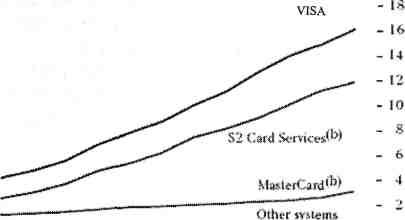 VISA
- 18
- 16
- 14
- 12
- 10
S2 Card Services(b)
- 8
- 6
MasterCard(b)
- 4
- 2
Other systems